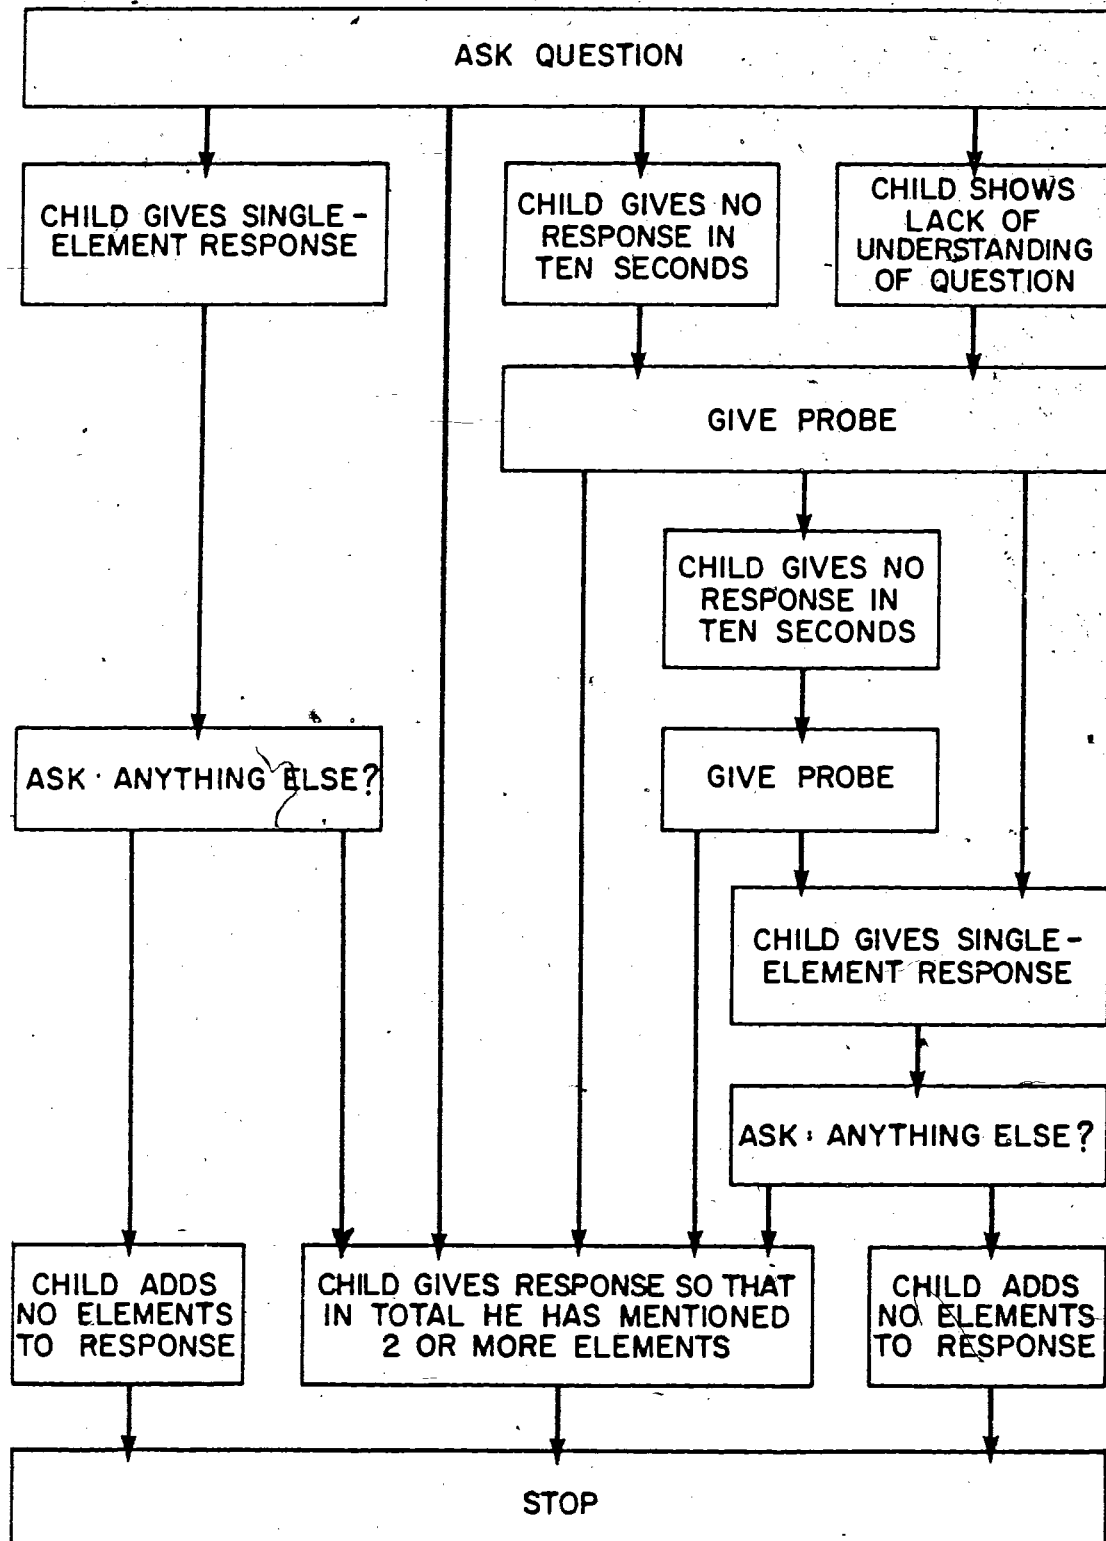 ASK QUESTION
CHILD GIVES SINGLE-
ELEMENT RESPONSE
CHILD GIVES NO
RESPONSE IN
TEN SECONDS
CHILD SHOWS
LACK OF
UNDERSTANDING
OF QUESTION
GIVE PROBE
CHILD GIVES NO
RESPONSE IN
TEN SECONDS
ASK: ANYTHING ELSE?
GIVE PROBE
CHILD GIVES SINGLE-
ELEMENT RESPONSE
ASK: ANYTHING ELSE?
CHILD ADDS
NO ELEMENTS
TO RESPONSE
CHILD GIVES RESPONSE SO THAT
IN TOTAL HE HAS MENTIONED
2 OR MORE ELEMENTS
CHILD ADDS
NO ELEMENTS
TO RESPONSE
STOP